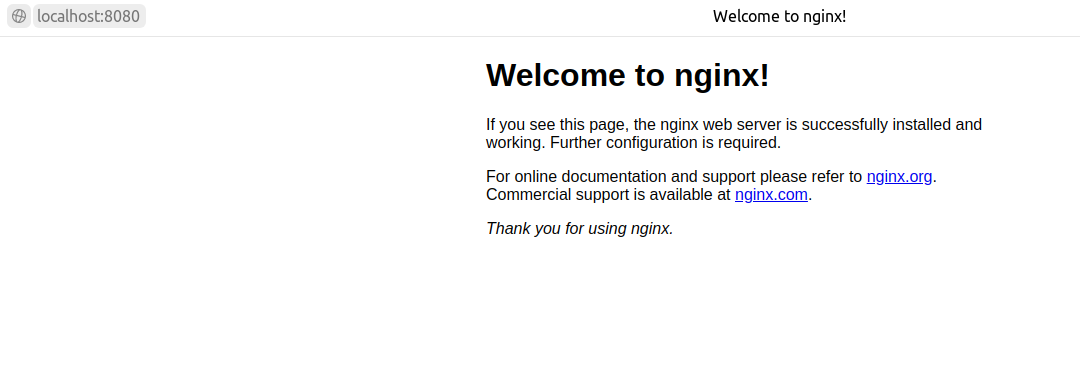 localhost:8080
Welcome to nginx!
Welcome to nginx!
If you see this page, the nginx web server is successfully installed and
working. Further configuration is required.
For online documentation and support please refer to nginx.org.
Commercial support is available at nginx.com.
Thank you for using nginx.